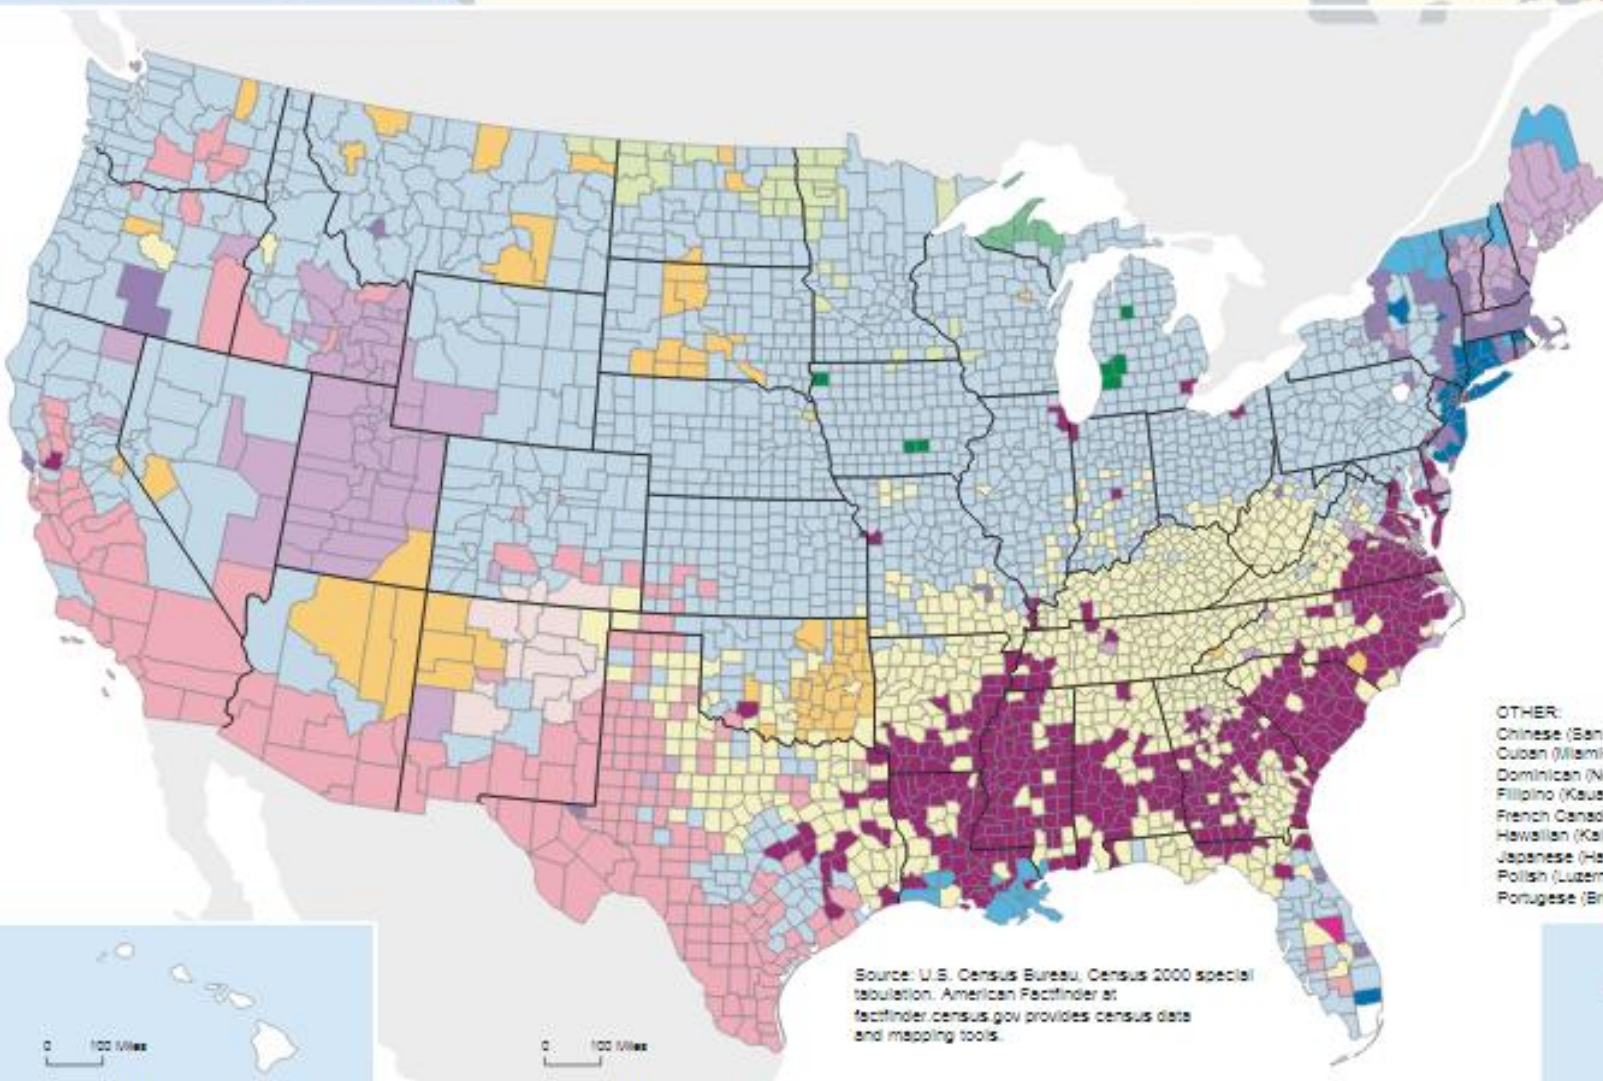 OTHER:
Chinese (San
Cuban (Miami
Dominican (N
Filipino (Kaua
French Canad
Hawaiian (Kal
Japanese (Ha
Polish (Luzern
Portugese (Br
Source: U.S. Census Bureau, Census 2000 special
tabulation. American Factfinder at
factfinder.census.gov provides census data
and mapping tools.
0 100 Miles
0 100 Miles